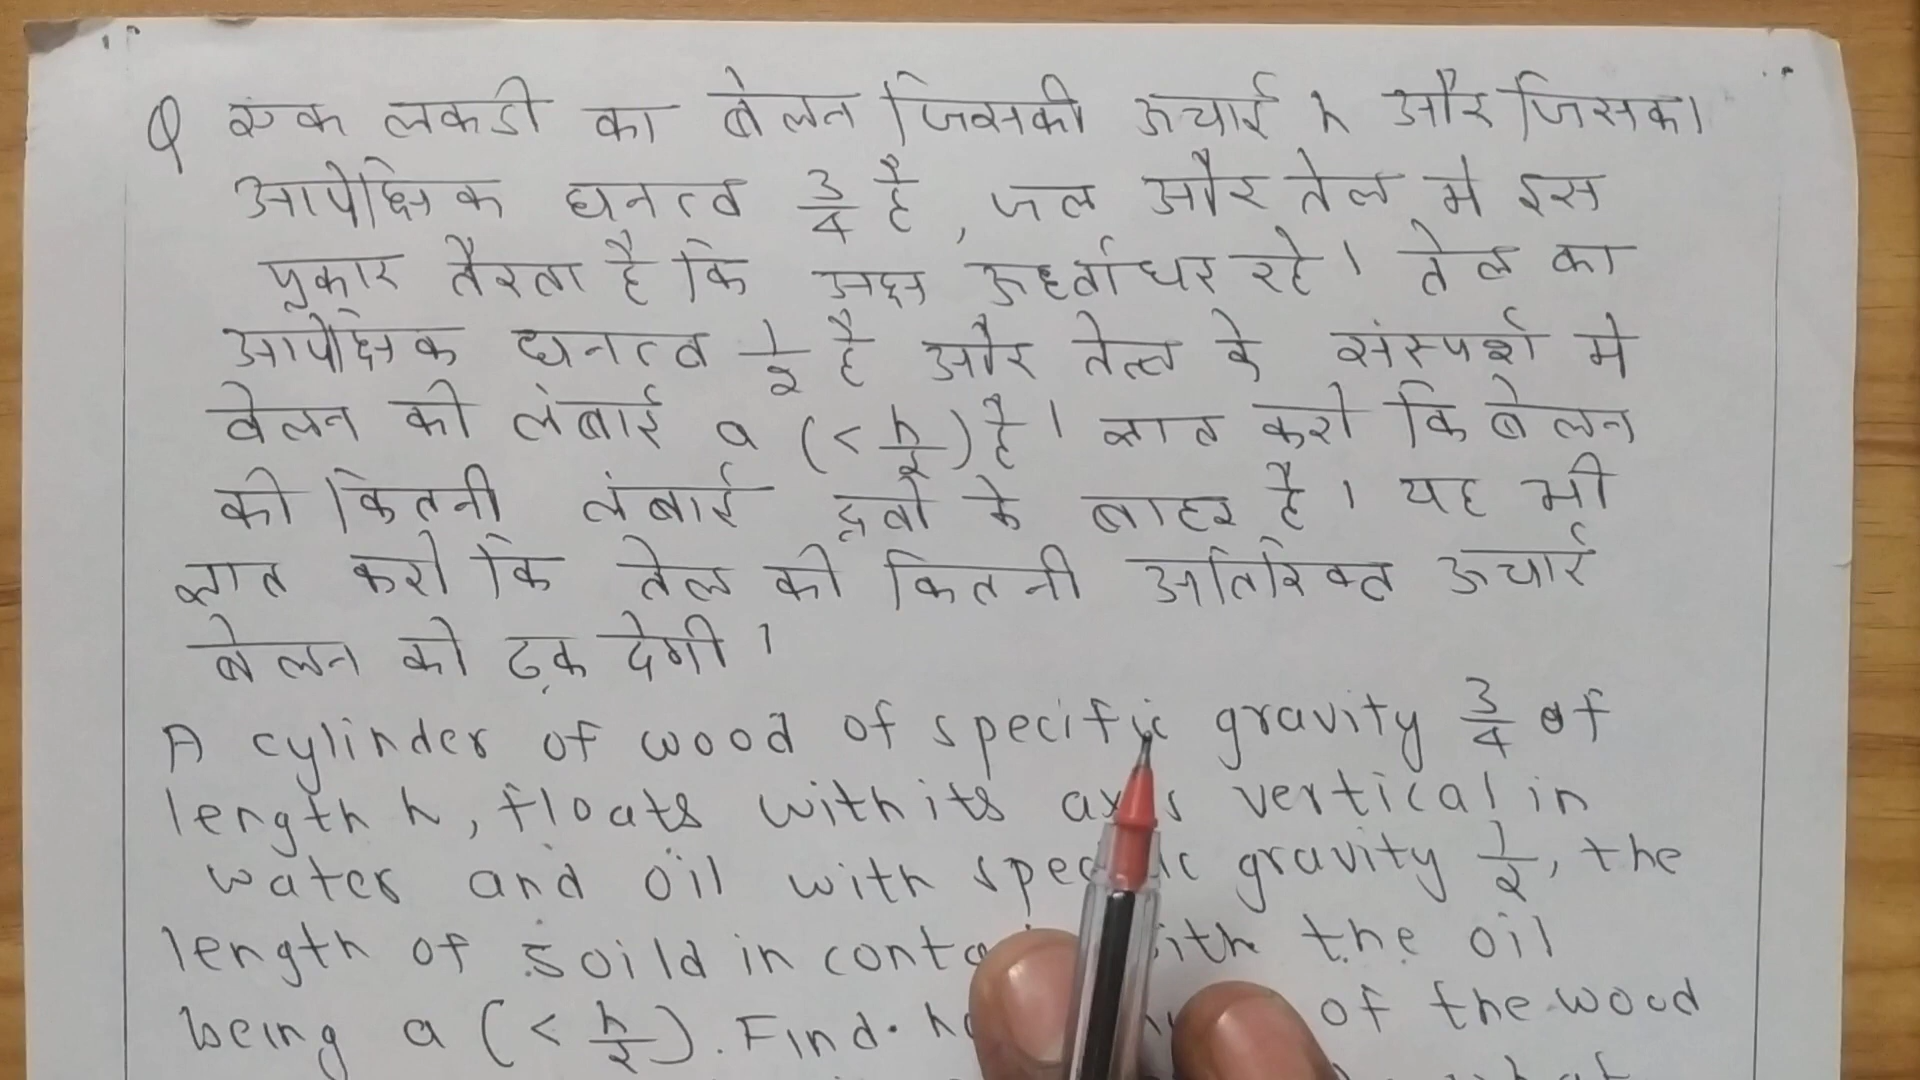 Q एक लकडी का बेलन जिसकी ऊचाई h और जिसका
आपेक्षिक घनत्व 3/4 है, जल और तेल मे इस
प्रकार तैरता है कि अक्ष ऊर्ध्वाधर रहे। तेल का
आपेक्षिक घनत्व 1/2 है और तेल के संस्पर्श मे
बेलन की लंबाई a (< h/2) है। ज्ञात करो कि बेलन
की कितनी लंबाई द्रवो के बाहर है। यह भी
ज्ञात करो कि तेल की कितनी अतिरिक्त ऊचाई
बेलन को ढक देगी।
A cylinder of wood of specific gravity 3/4 of
length h, floats with its axis vertical in
water and oil with gravity 1/2, the
length of soild in the oil
being a (< h/2). Find. of the wood